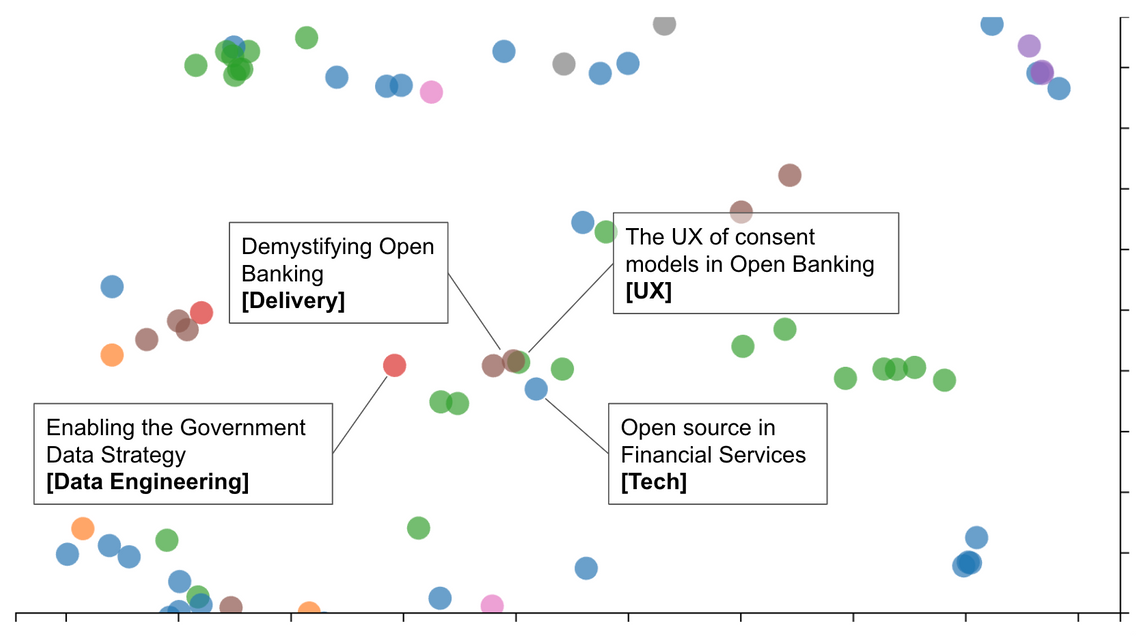 Demystifying Open
Banking
[Delivery]
The UX of consent
models in Open Banking
[UX]
Enabling the Government
Data Strategy
[Data Engineering]
Open source in
Financial Services
[Tech]